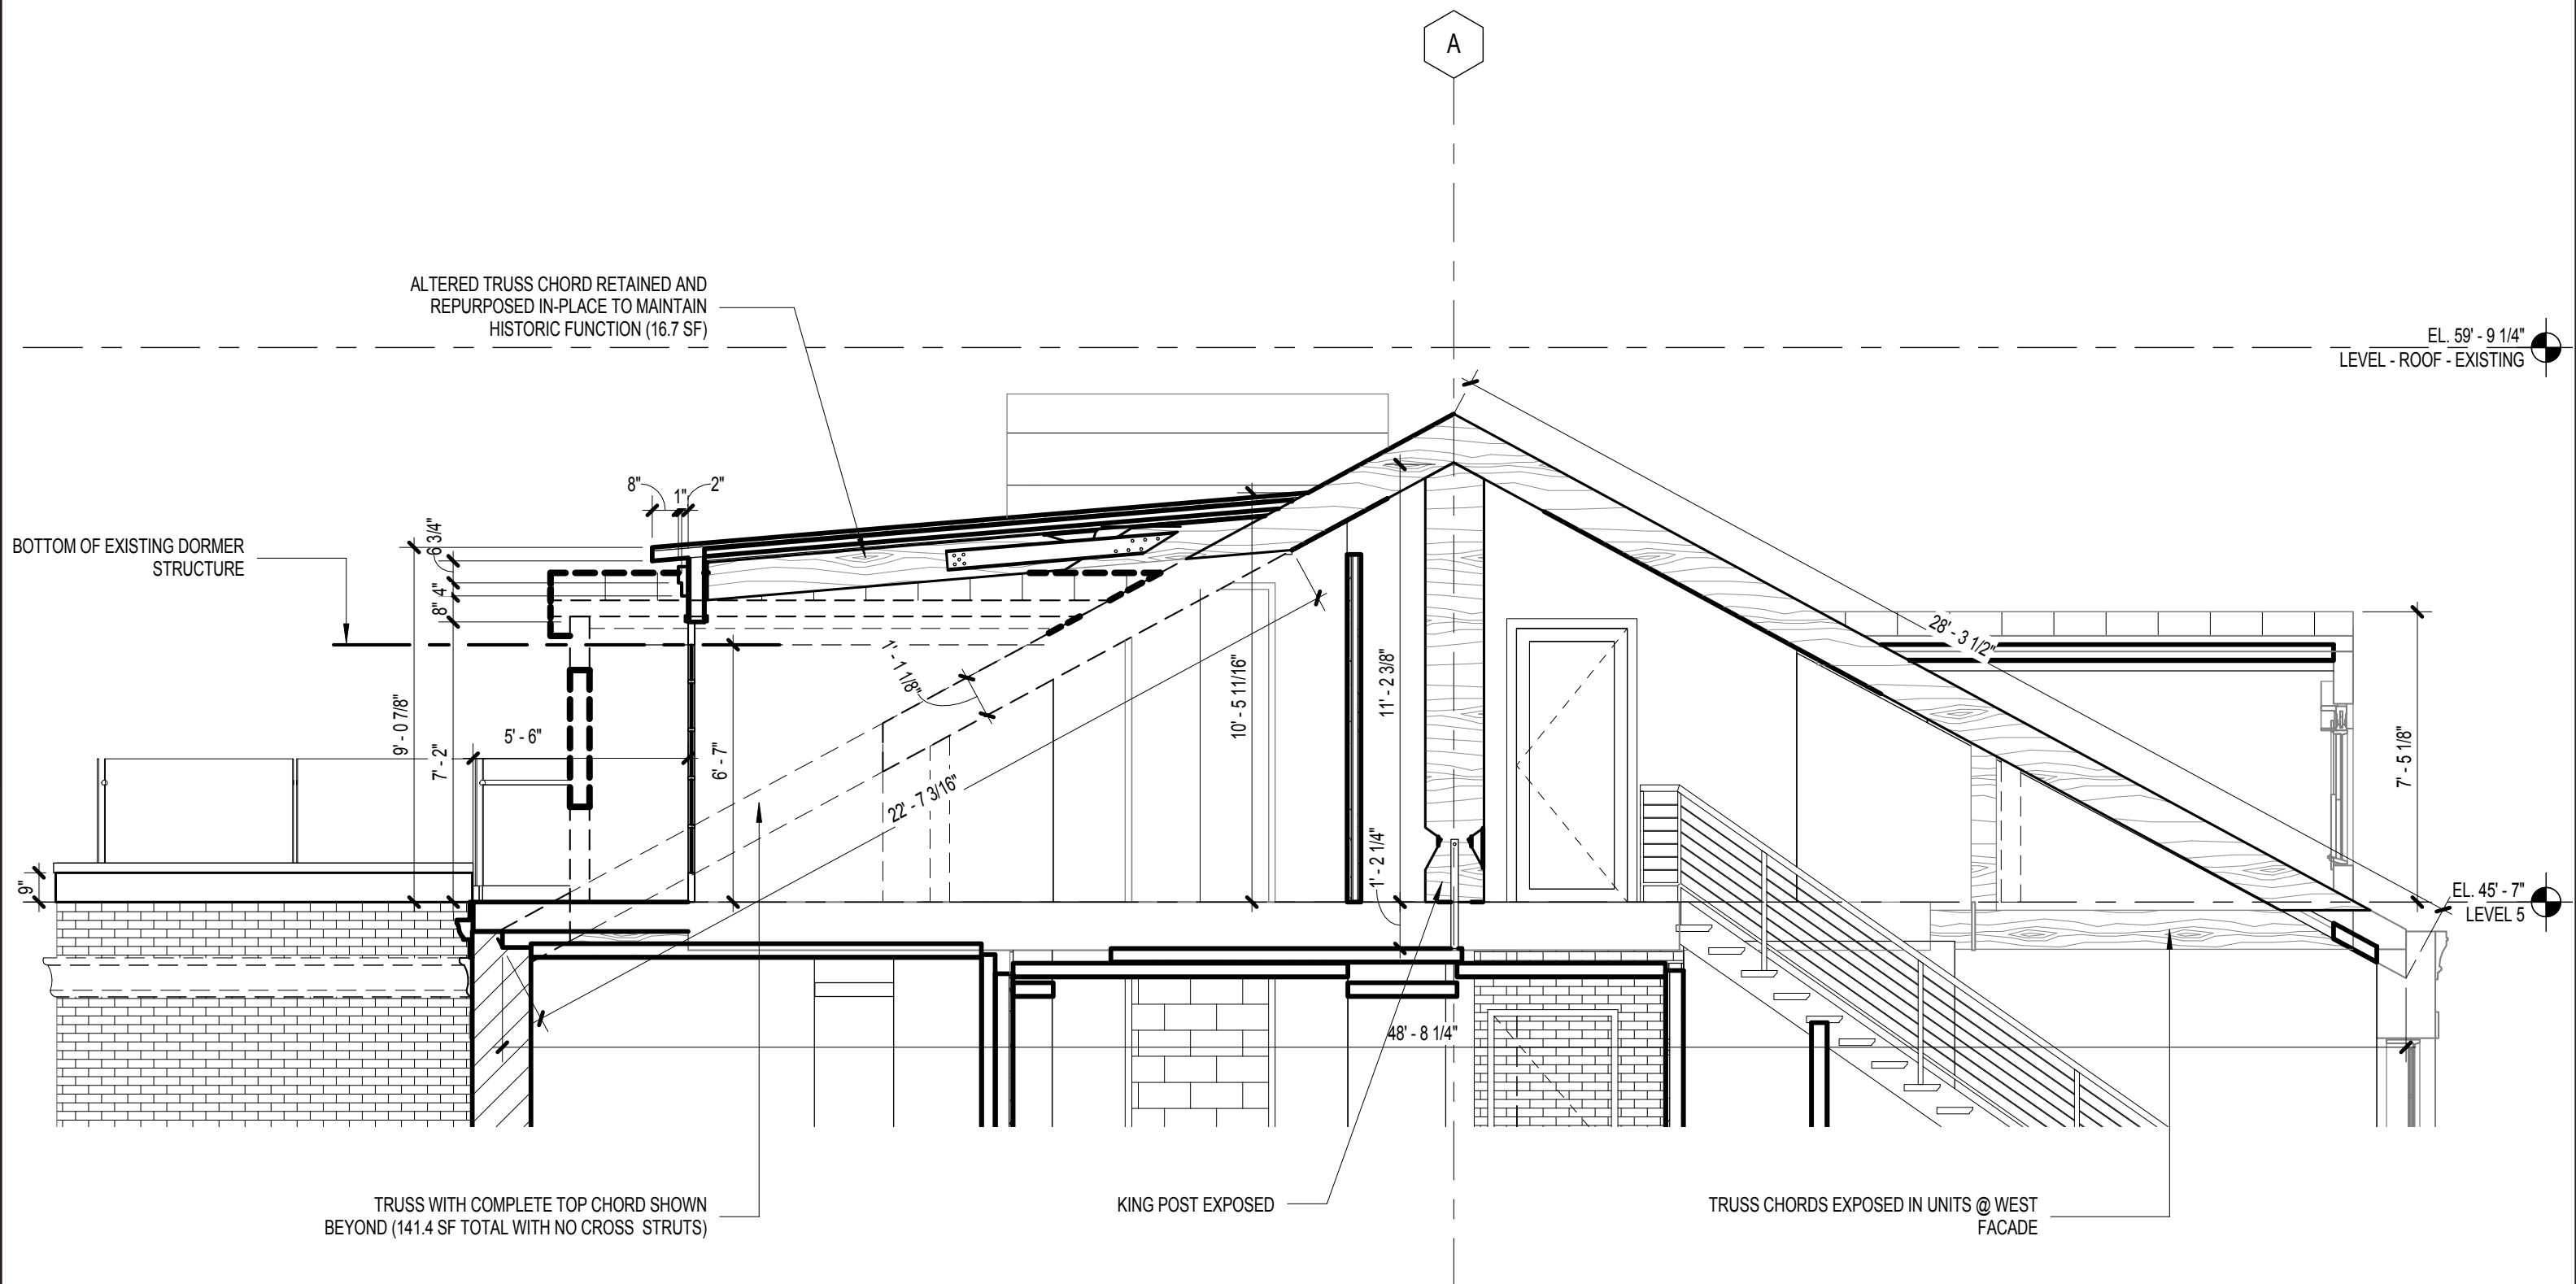 A
ALTERED TRUSS CHORD RETAINED AND
REPURPOSED IN-PLACE TO MAINTAIN
HISTORIC FUNCTION (16.7 SF)
EL. 59' - 9 1/4"
LEVEL - ROOF - EXISTING
8"
1"
2"
6 3/4"
BOTTOM OF EXISTING DORMER
STRUCTURE
4"
8"
28' - 3 1/2"
1' - 1 1/8"
9' - 0 7/8"
7' - 2"
5' - 6"
6' - 7"
10' - 5 11/16"
11' - 2 3/8"
7' - 5 1/8"
22' - 7 3/16"
1' - 2 1/4"
9"
EL. 45' - 7"
LEVEL 5
48' - 8 1/4"
TRUSS WITH COMPLETE TOP CHORD SHOWN
BEYOND (141.4 SF TOTAL WITH NO CROSS STRUTS)
KING POST EXPOSED
TRUSS CHORDS EXPOSED IN UNITS @ WEST
FACADE